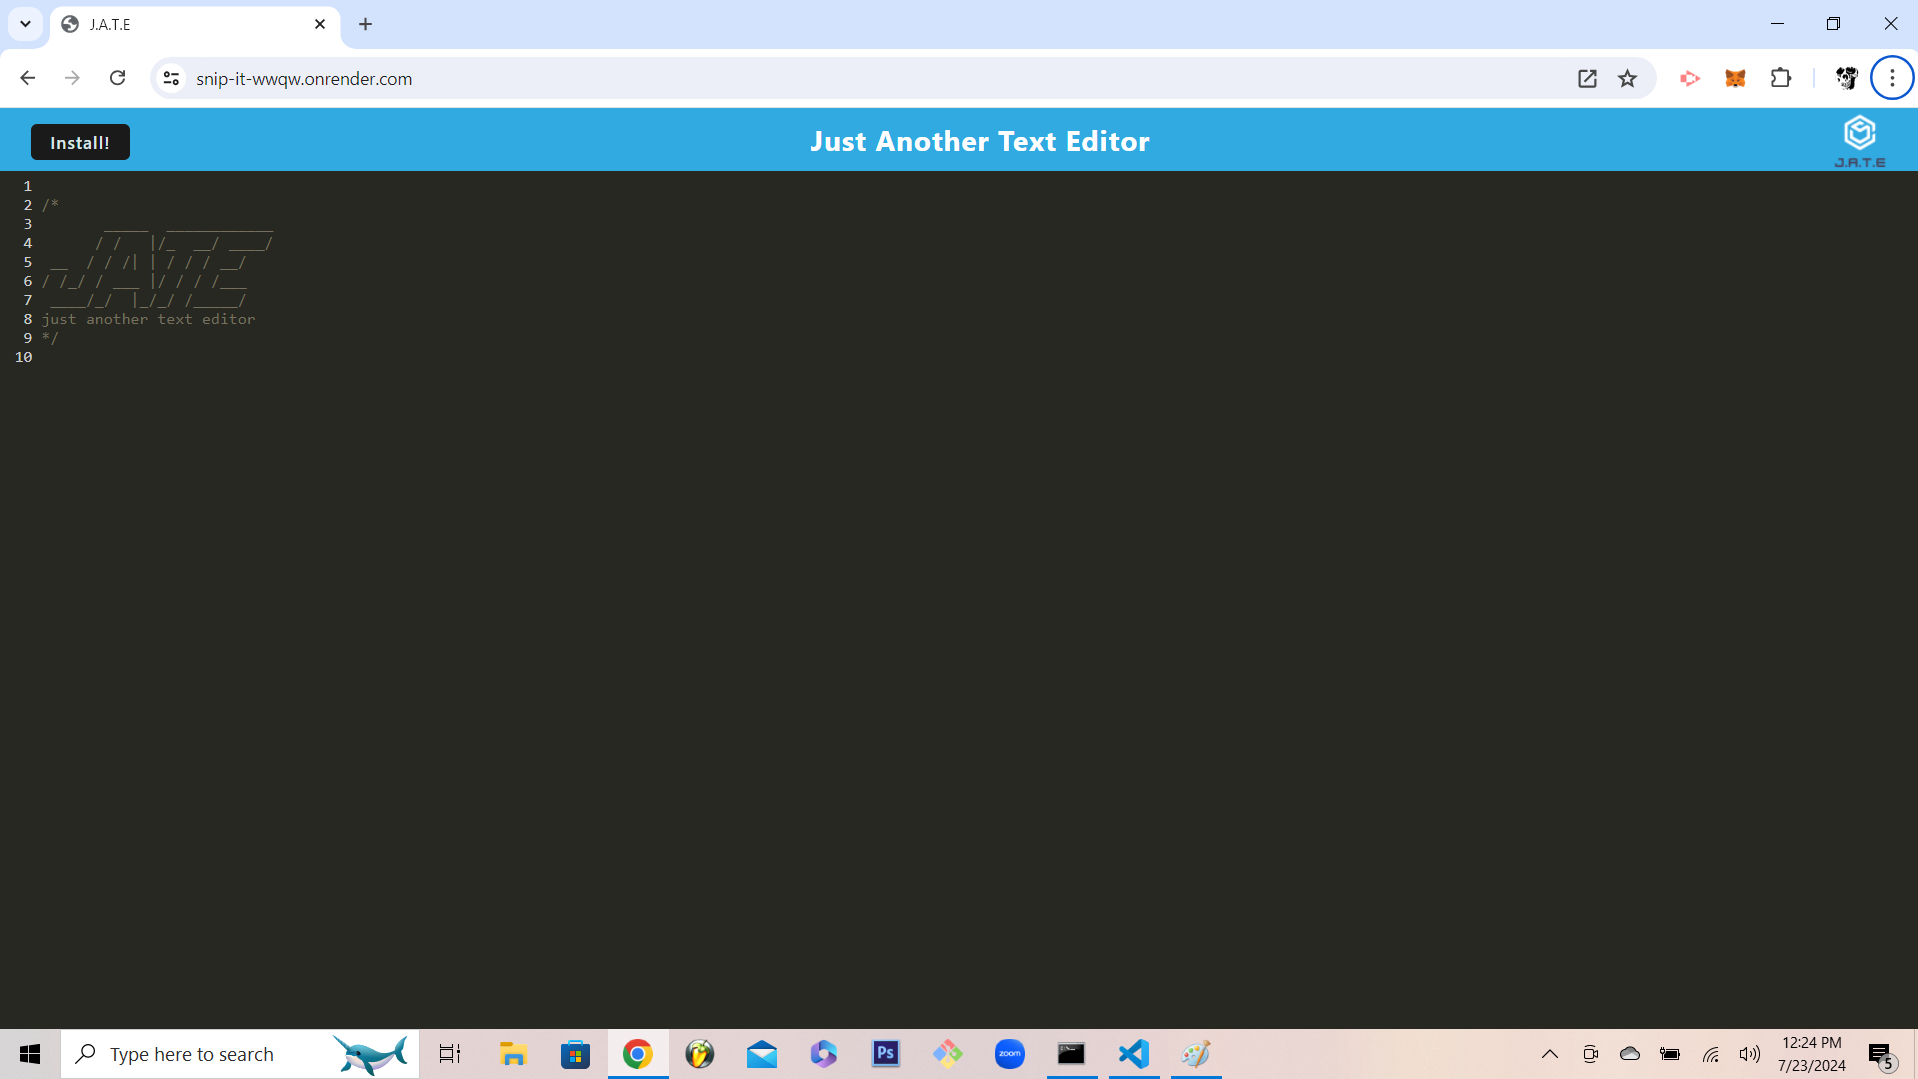 J.A.T.E
snip-it-wwqw.onrender.com
Install!
Just Another Text Editor
J.A.T.E
1
2 /*
3        _____  ____________
4       / /   |/_  __/ ____/
5  __  / / /| | / / / __/
6 / /_/ / ___ |/ / / /___
7  ____/_/  |_/_/ /_____/
8 just another text editor
9 */
10
Type here to search
Ps
zoom
12:24 PM
7/23/2024
5